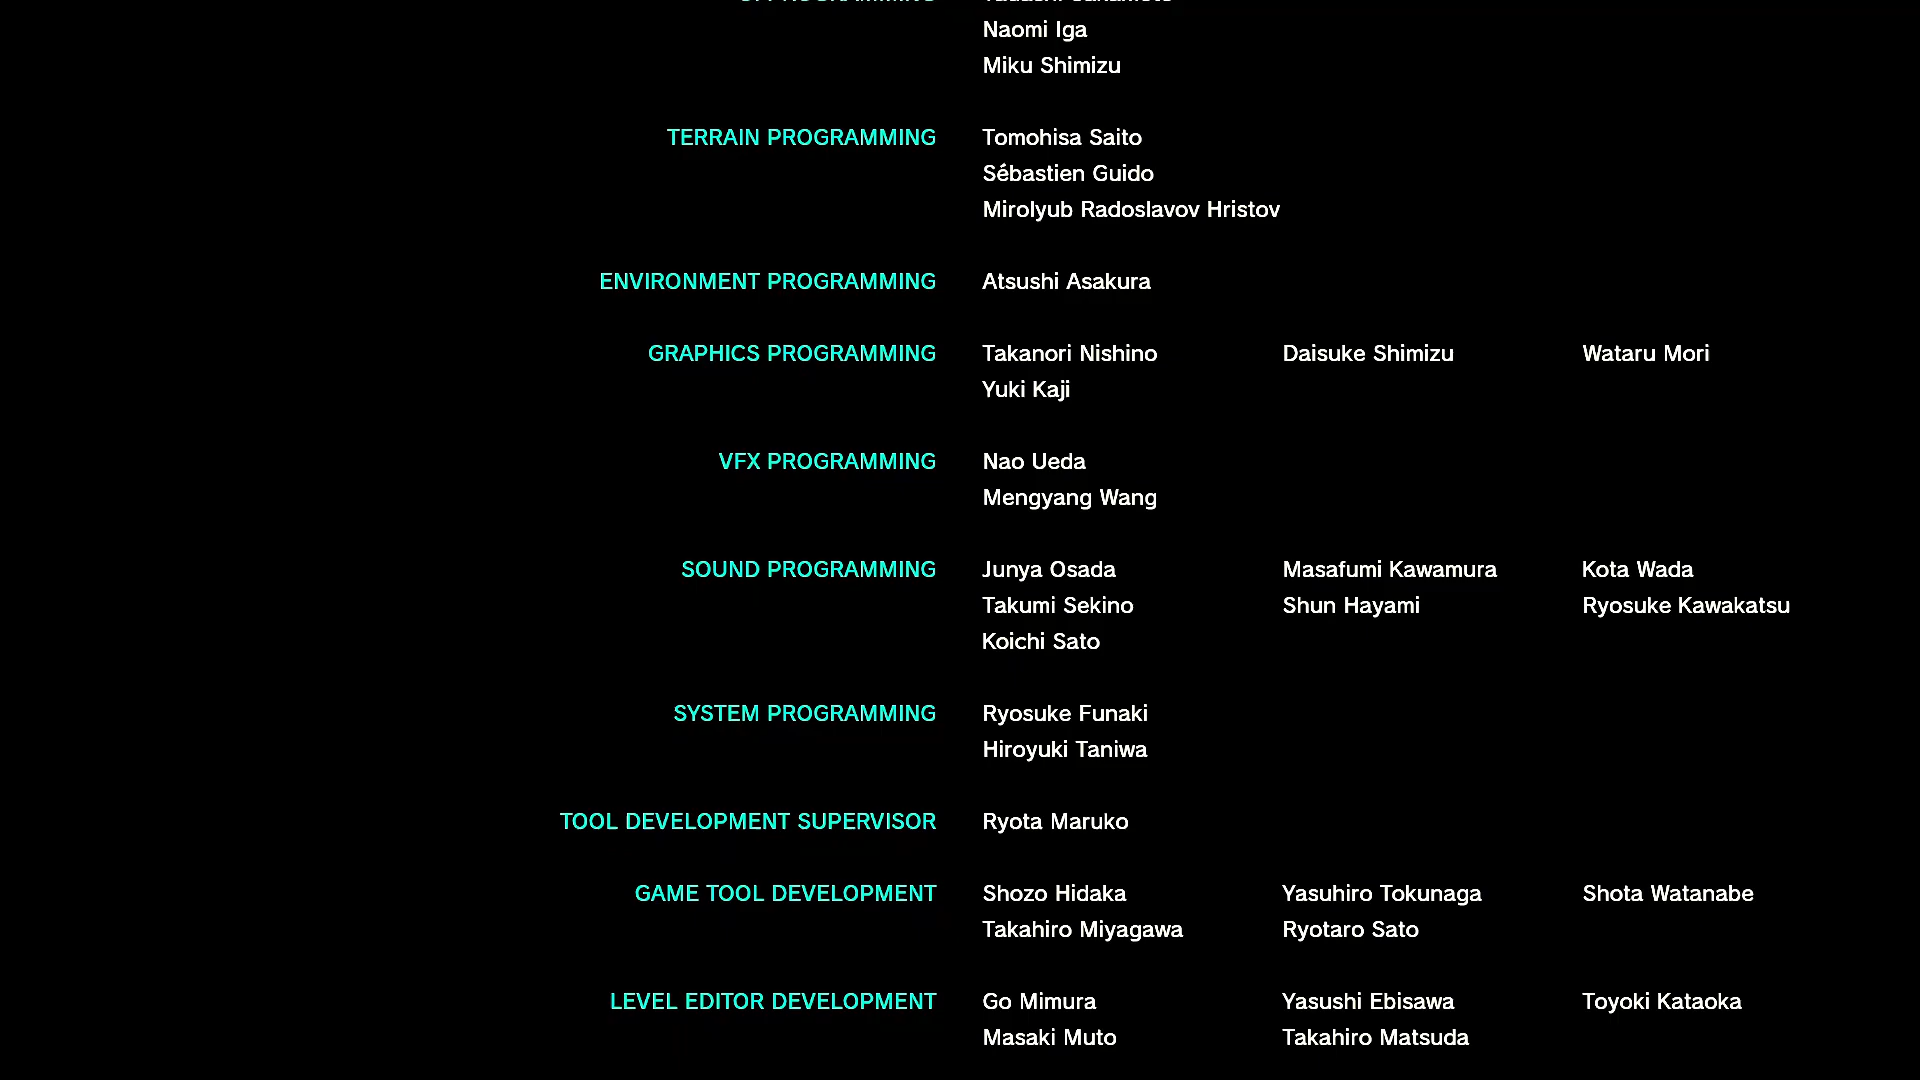 Naomi Iga
Miku Shimizu
TERRAIN PROGRAMMING Tomohisa Saito
Sébastien Guido
Mirolyub Radoslavov Hristov
ENVIRONMENT PROGRAMMING Atsushi Asakura
GRAPHICS PROGRAMMING Takanori Nishino Daisuke Shimizu Wataru Mori
Yuki Kaji
VFX PROGRAMMING Nao Ueda
Mengyang Wang
SOUND PROGRAMMING Junya Osada Masafumi Kawamura Kota Wada
Takumi Sekino Shun Hayami Ryosuke Kawakatsu
Koichi Sato
SYSTEM PROGRAMMING Ryosuke Funaki
Hiroyuki Taniwa
TOOL DEVELOPMENT SUPERVISOR Ryota Maruko
GAME TOOL DEVELOPMENT Shozo Hidaka Yasuhiro Tokunaga Shota Watanabe
Takahiro Miyagawa Ryotaro Sato
LEVEL EDITOR DEVELOPMENT Go Mimura Yasushi Ebisawa Toyoki Kataoka
Masaki Muto Takahiro Matsuda